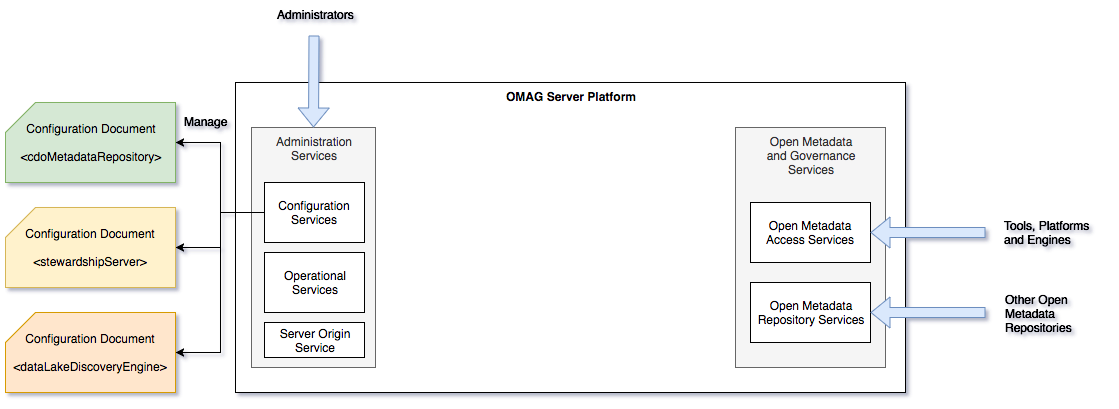 Administrators
OMAG Server Platform
Configuration Document
<cdoMetadataRepository>
Manage
Configuration Document
<stewardshipServer>
Configuration Document
<dataLakeDiscoveryEngine>
Administration
Services
Configuration
Services
Operational
Services
Server Origin
Service
Open Metadata
and Governance
Services
Open Metadata
Access Services
Open Metadata
Repository Services
Tools, Platforms
and Engines
Other Open
Metadata
Repositories